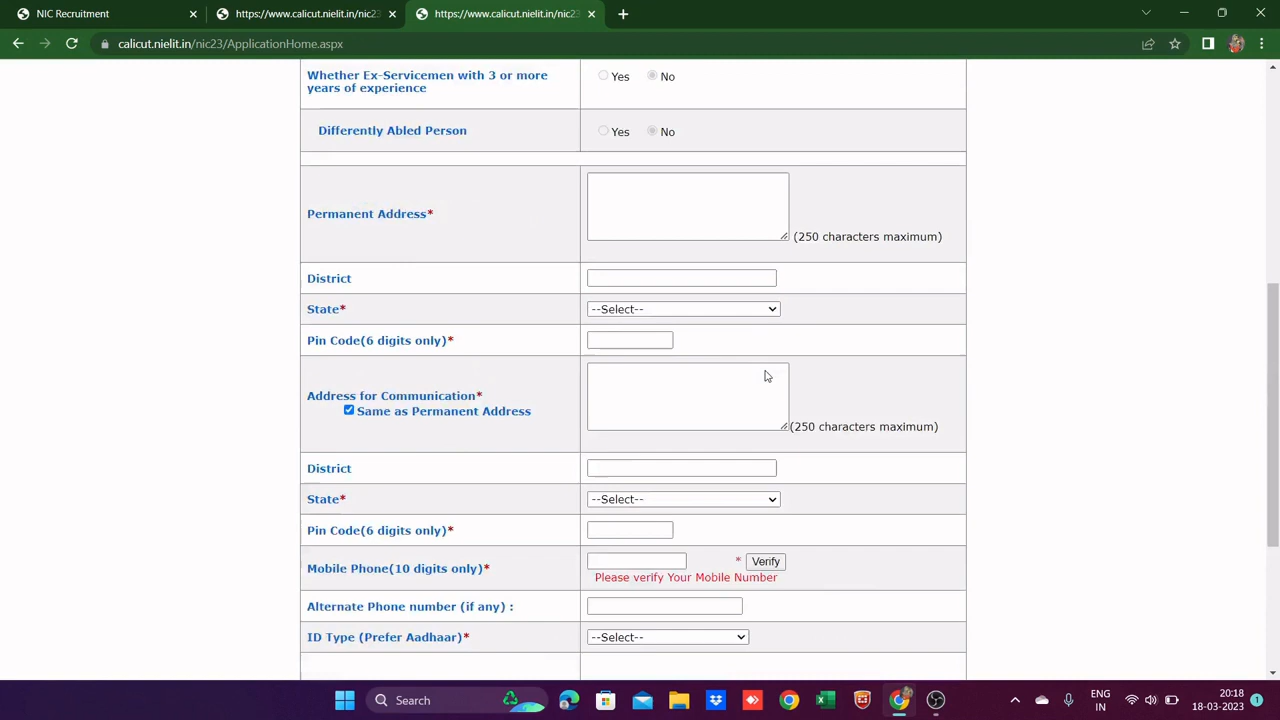 NIC Recruitment
https://www.calicut.nielit.in/nic23
https://www.calicut.nielit.in/nic23
calicut.nielit.in/nic23/ApplicationHome.aspx
Whether Ex-Servicemen with 3 or more
years of experience
Yes No
Differently Abled Person
Yes No
Permanent Address*
(250 characters maximum)
District
State*
--Select--
Pin Code(6 digits only)*
Address for Communication*
Same as Permanent Address
(250 characters maximum)
District
State*
--Select--
Pin Code(6 digits only)*
Mobile Phone(10 digits only)*
* Verify
Please verify Your Mobile Number
Alternate Phone number (if any) :
ID Type (Prefer Aadhaar)*
--Select--
Search
ENG
IN
20:18
18-03-2023
1